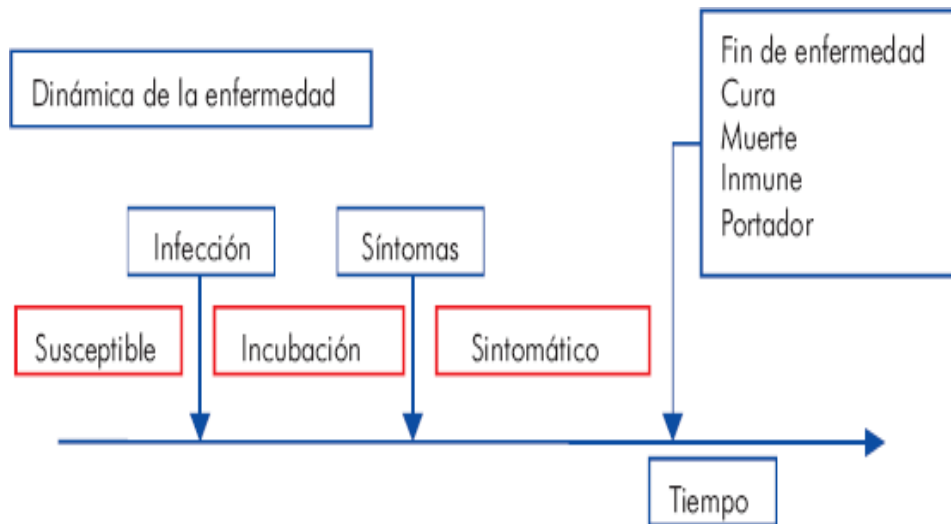 Dinámica de la enfermedad
Fin de enfermedad
Cura
Muerte
Inmune
Portador
Infección
Síntomas
Susceptible
Incubación
Sintomático
Tiempo